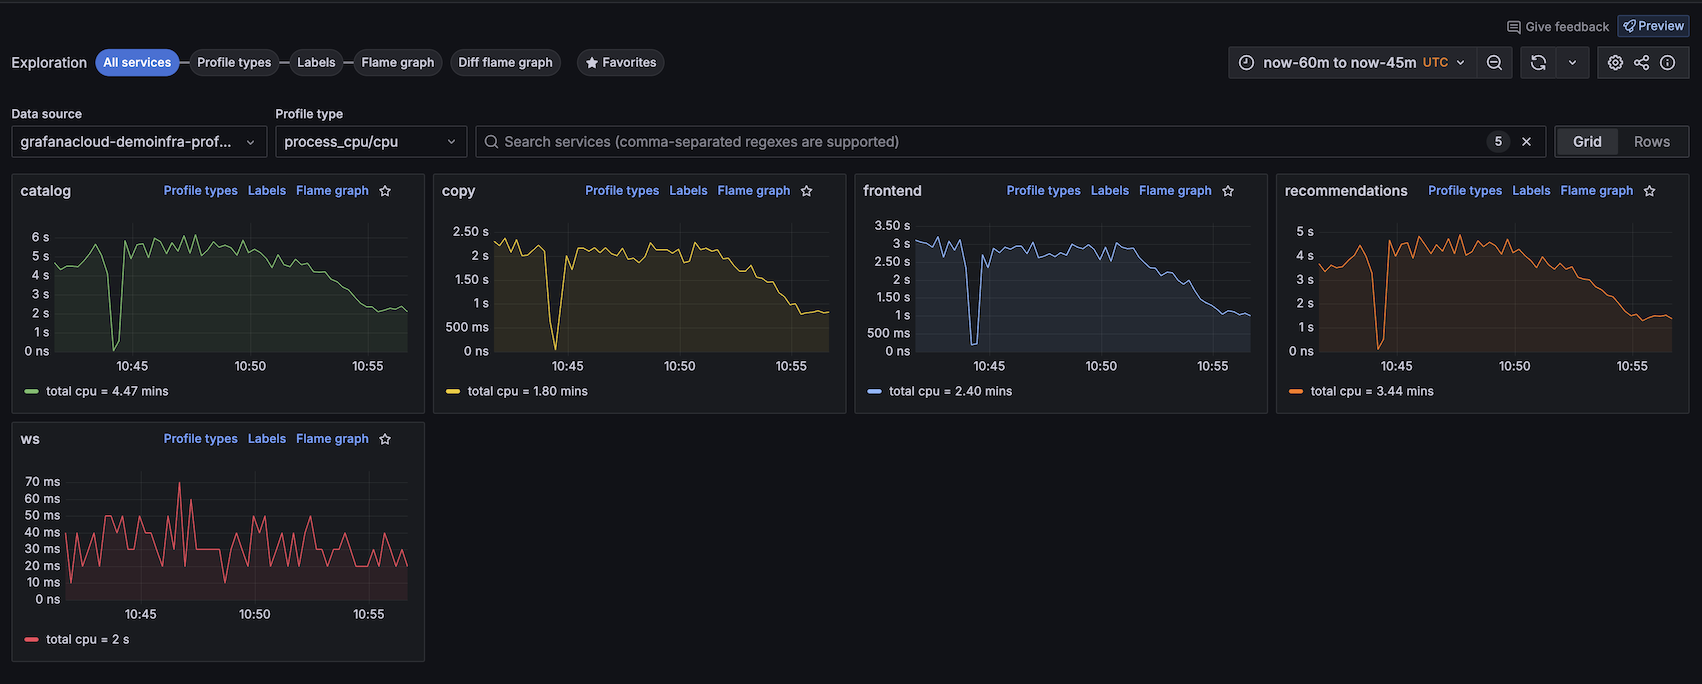 Give feedback Preview
Exploration All services Profile types Labels Flame graph Diff flame graph Favorites now-60m to now-45m UTC
Data source Profile type
grafanacloud-demoinfra-prof... process_cpu/cpu Search services (comma-separated regexes are supported) 5 Grid Rows
catalog Profile types Labels Flame graph
6 s
5 s
4 s
3 s
2 s
1 s
0 ns
10:45 10:50 10:55
total cpu = 4.47 mins
copy Profile types Labels Flame graph
2.50 s
2 s
1.50 s
1 s
500 ms
0 ns
10:45 10:50 10:55
total cpu = 1.80 mins
frontend Profile types Labels Flame graph
3.50 s
3 s
2.50 s
2 s
1.50 s
1 s
500 ms
0 ns
10:45 10:50 10:55
total cpu = 2.40 mins
recommendations Profile types Labels Flame graph
5 s
4 s
3 s
2 s
1 s
0 ns
10:45 10:50 10:55
total cpu = 3.44 mins
ws Profile types Labels Flame graph
70 ms
60 ms
50 ms
40 ms
30 ms
20 ms
10 ms
0 ns
10:45 10:50 10:55
total cpu = 2 s